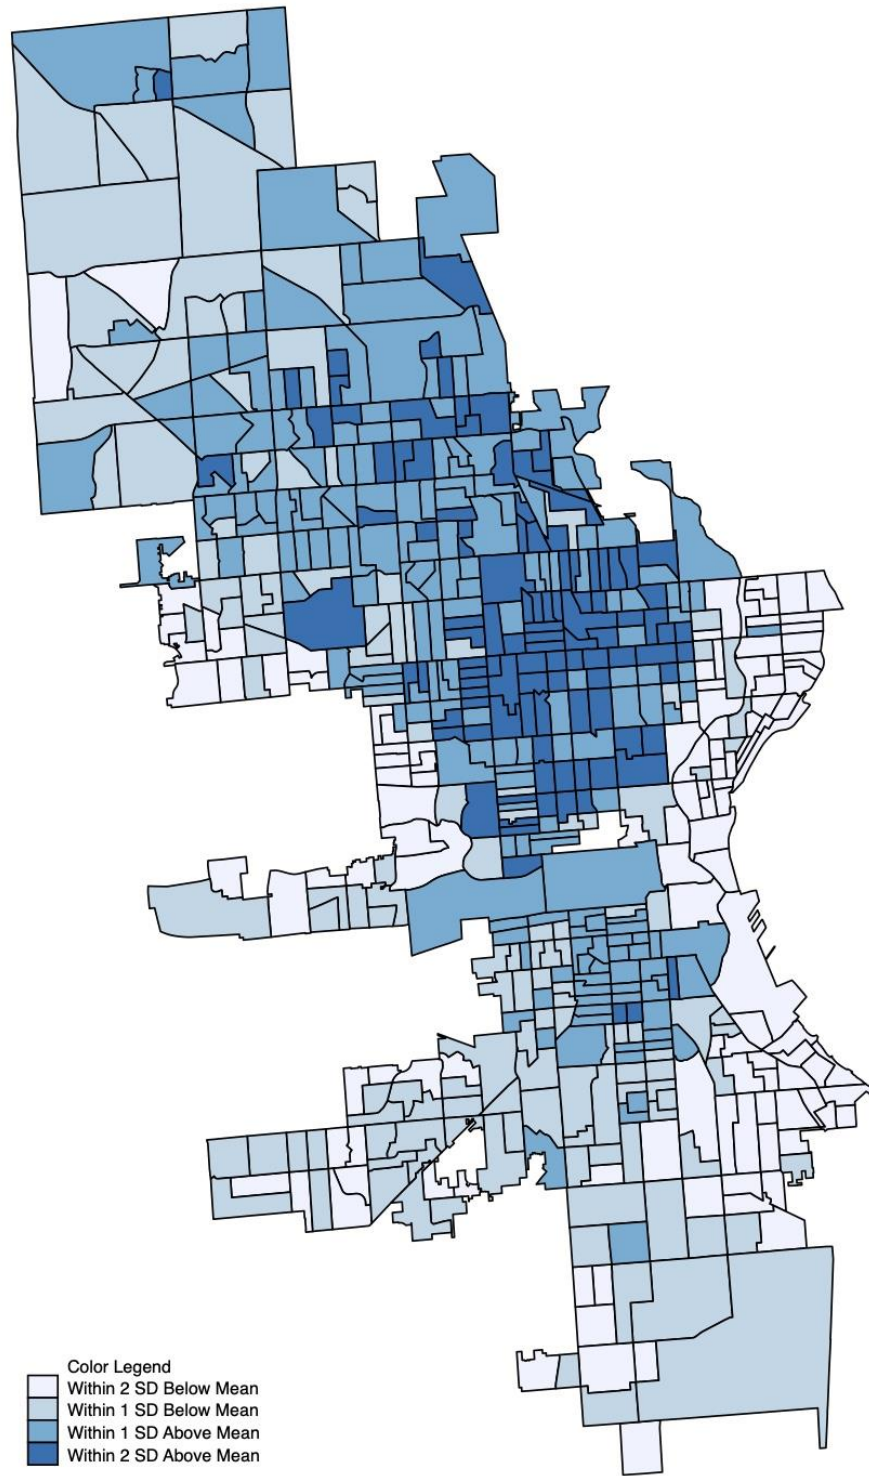 Color Legend
Within 2 SD Below Mean
Within 1 SD Below Mean
Within 1 SD Above Mean
Within 2 SD Above Mean